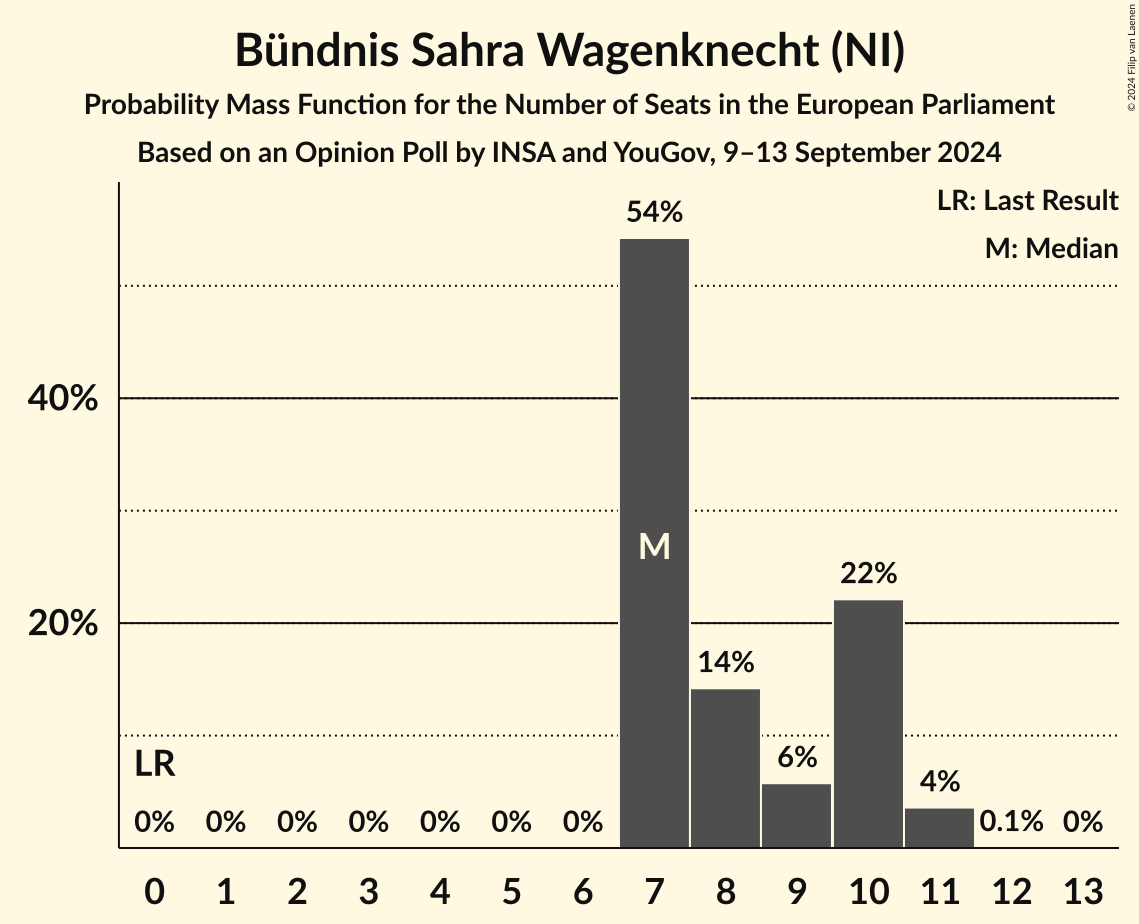 Bündnis Sahra Wagenknecht (NI)
Probability Mass Function for the Number of Seats in the European Parliament
Based on an Opinion Poll by INSA and YouGov, 9–13 September 2024
© 2024 Filip van Laenen
LR: Last Result
M: Median
54%
40%
M
22%
20%
14%
LR
6%
4%
0% 0% 0% 0% 0% 0% 0% 0.1% 0%
0 1 2 3 4 5 6 7 8 9 10 11 12 13